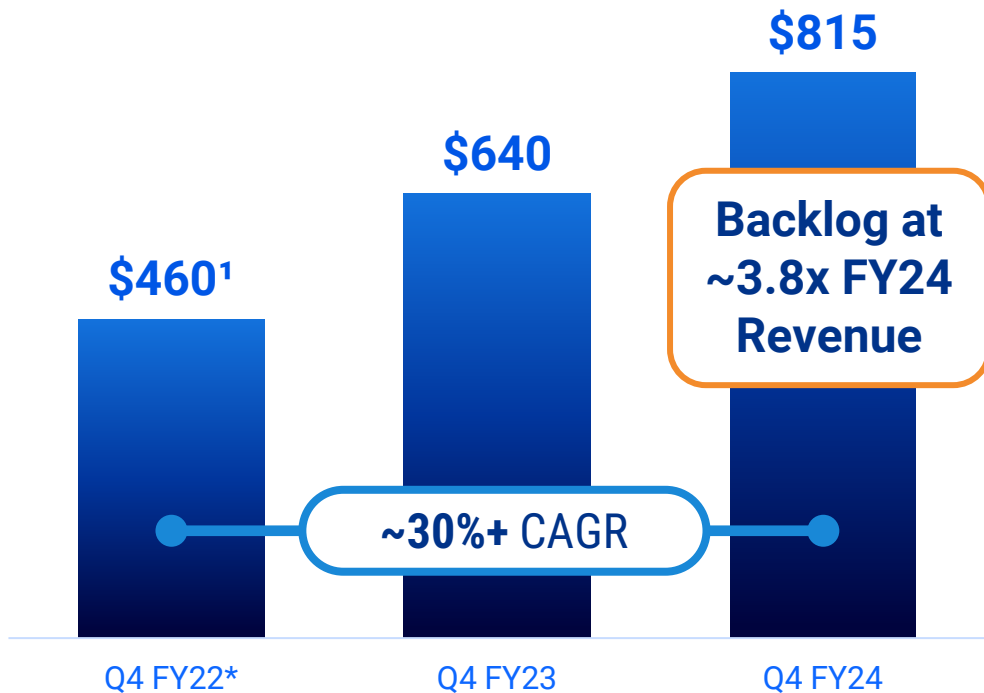 $815
$640
$460¹
Backlog at
~3.8x FY24
Revenue
~30%+ CAGR
Q4 FY22*
Q4 FY23
Q4 FY24